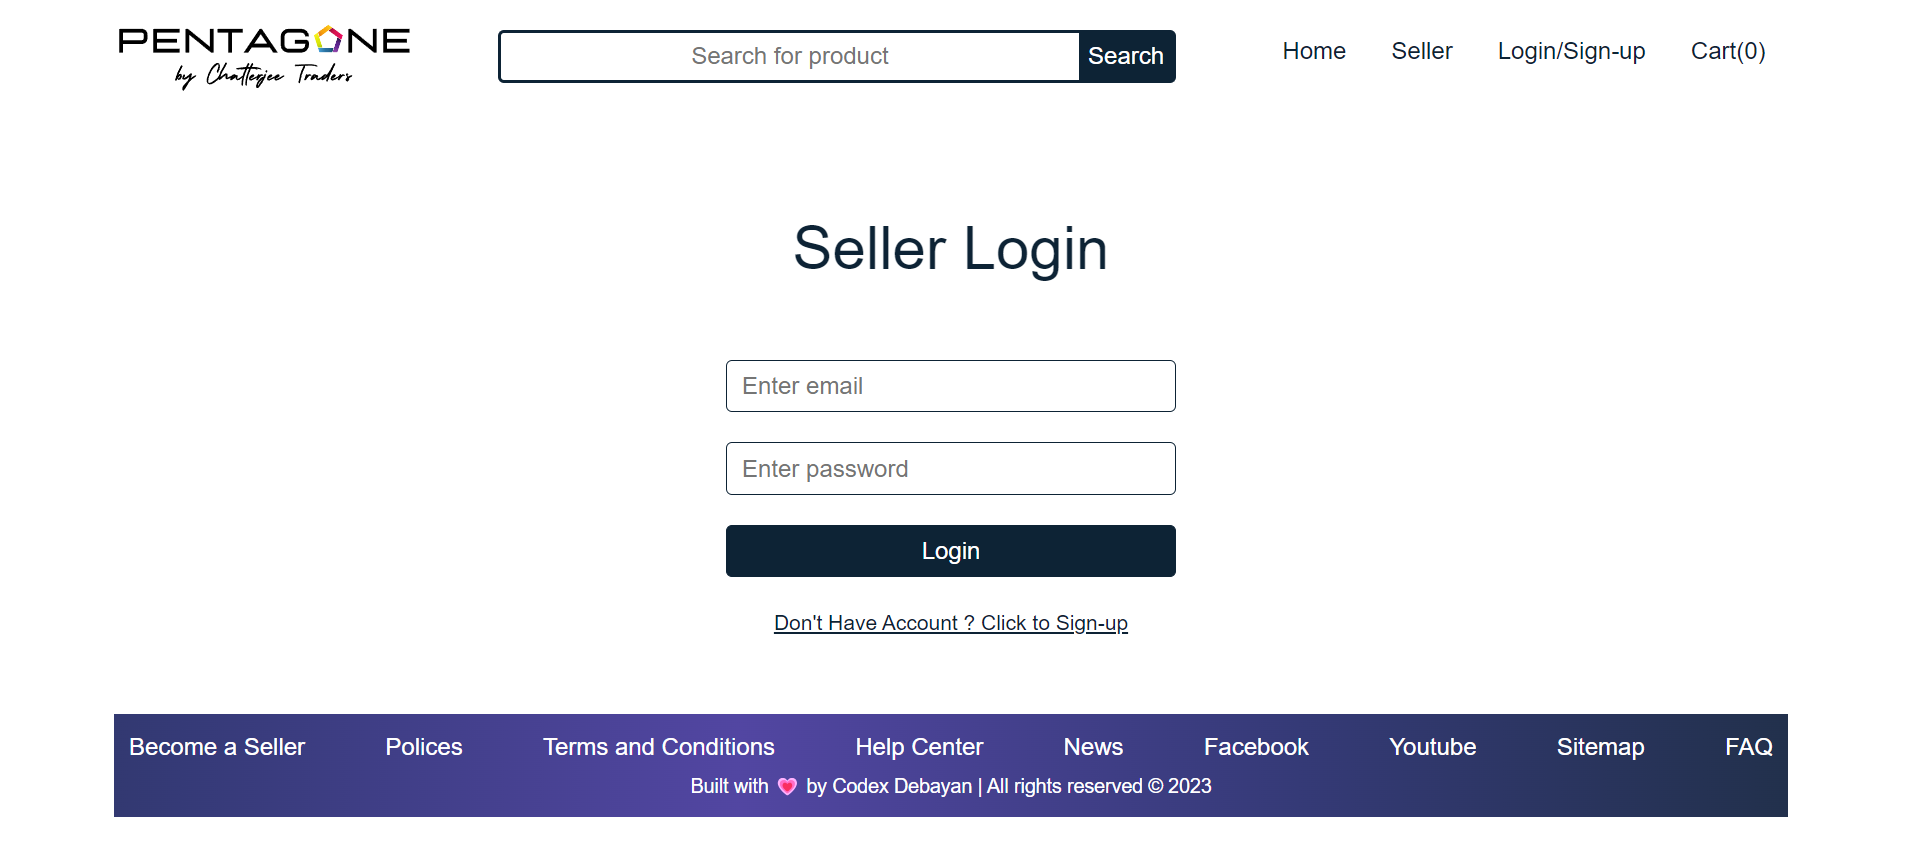 PENTAGONE
by Chatterjee Traders
Search for product
Search
Home
Seller
Login/Sign-up
Cart(0)
Seller Login
Enter email
Enter password
Login
Don't Have Account ? Click to Sign-up
Become a Seller
Polices
Terms and Conditions
Help Center
News
Facebook
Youtube
Sitemap
FAQ
Built with 💗 by Codex Debayan | All rights reserved © 2023